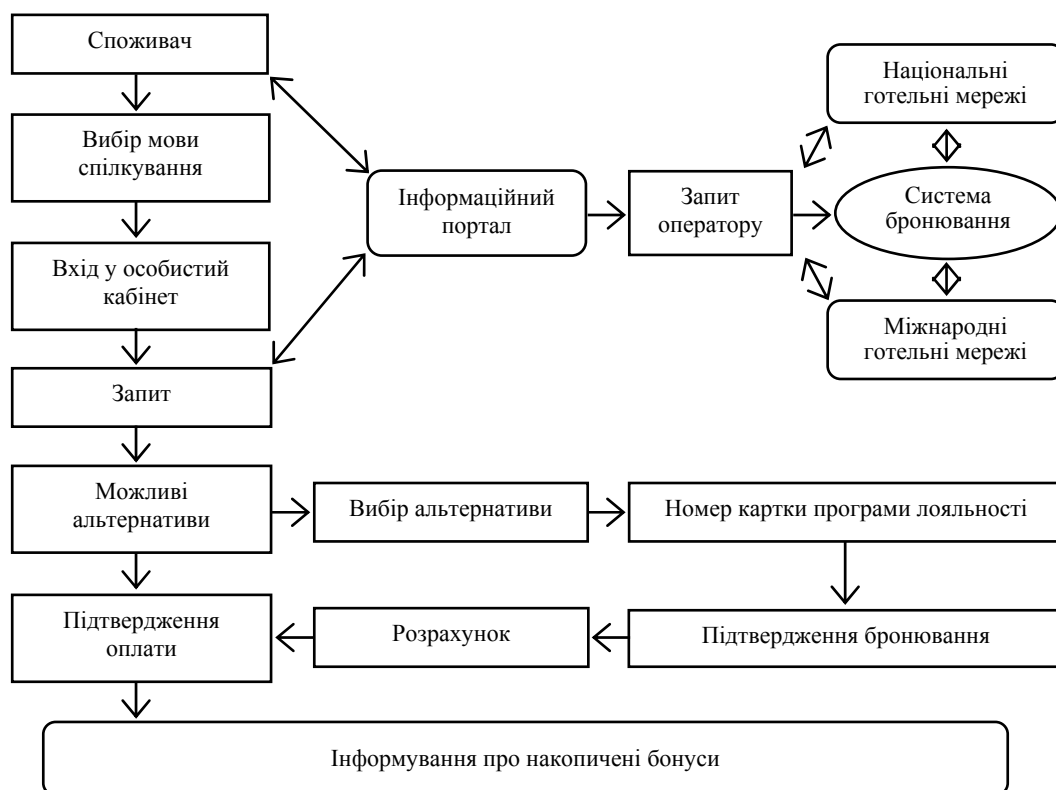 Споживач
Вибір мови
спілкування
Вхід у особистий
кабінет
Запит
Інформаційний
портал
Запит
оператору
Національні
готельні мережі
Система
бронювання
Міжнародні
готельні мережі
Можливі
альтернативи
Вибір альтернативи
Номер картки програми лояльності
Підтвердження
оплати
Розрахунок
Підтвердження бронювання
Інформування про накопичені бонуси